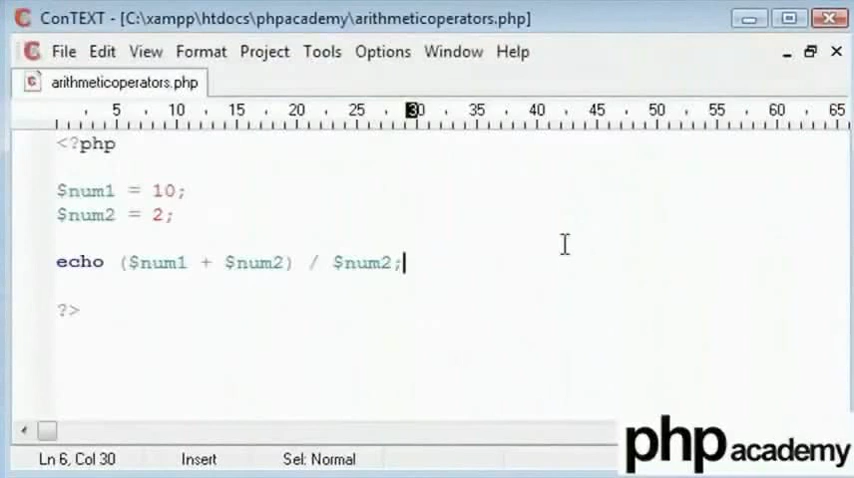 ConTEXT - [C:\xampp\htdocs\phpacademy\arithmeticoperators.php]
File Edit View Format Project Tools Options Window Help
arithmeticoperators.php
5 10 15 20 25 30 35 40 45 50 55 60 65
<?php
$num1 = 10;
$num2 = 2;
echo ($num1 + $num2) / $num2;
?>
Ln 6, Col 30 Insert Sel: Normal
php academy